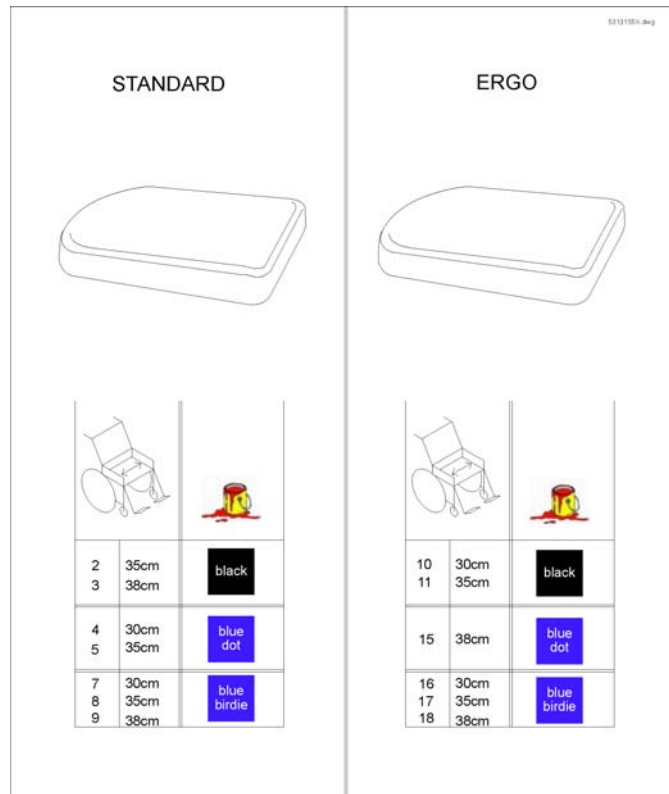 5213155X.dwg
STANDARD
2 35cm
3 38cm
black
4 30cm
5 35cm
blue
dot
7 30cm
8 35cm
9 38cm
blue
birdie
ERGO
10 30cm
11 35cm
black
15 38cm
blue
dot
16 30cm
17 35cm
18 38cm
blue
birdie